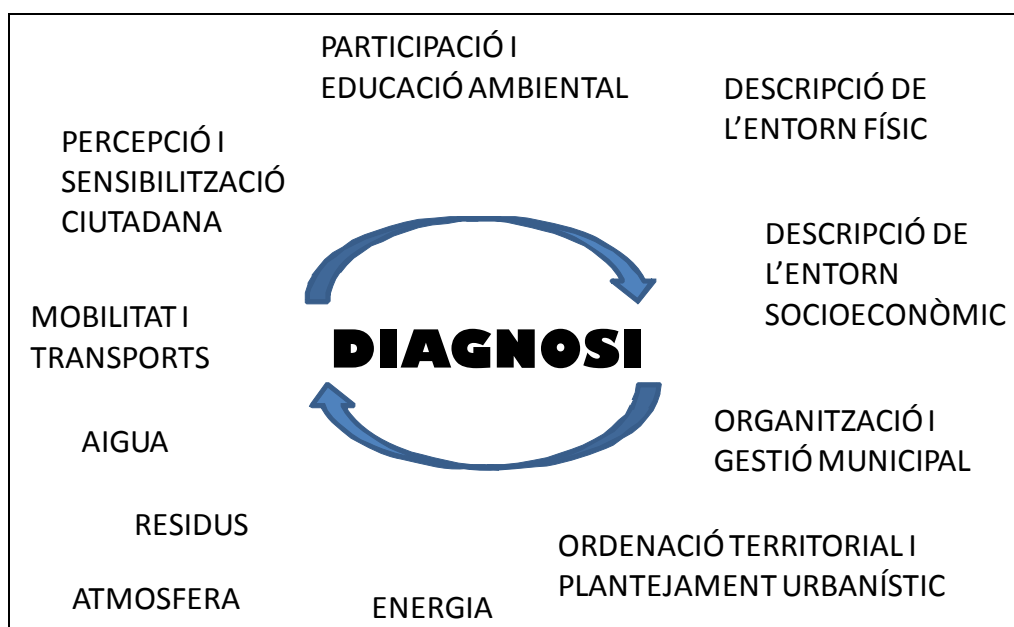 PARTICIPACIÓ I
EDUCACIÓ AMBIENTAL
DESCRIPCIÓ DE
L’ENTORN FÍSIC
PERCEPCIÓ I
SENSIBILITZACIÓ
CIUTADANA
DESCRIPCIÓ DE
L’ENTORN
SOCIOECONÒMIC
MOBILITAT I
TRANSPORTS
DIAGNOSI
AIGUA
ORGANITZACIÓ I
GESTIÓ MUNICIPAL
RESIDUS
ORDENACIÓ TERRITORIAL I
PLANTEJAMENT URBANÍSTIC
ATMOSFERA
ENERGIA